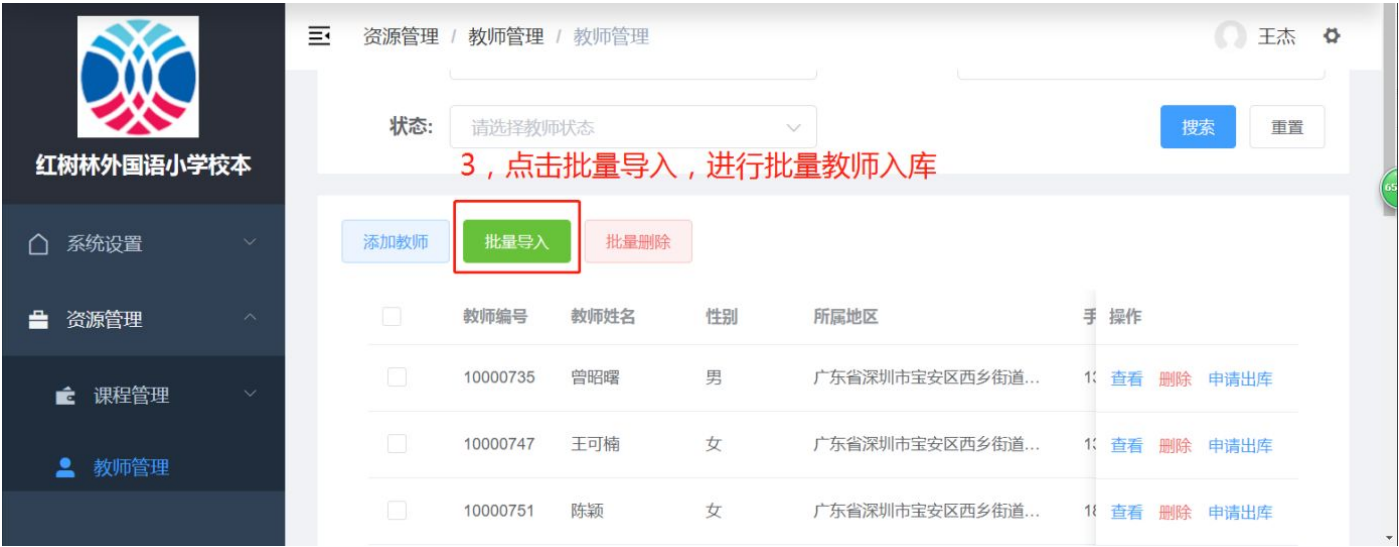 资源管理 / 教师管理 / 教师管理
王杰
红树林外国语小学校本
状态:
请选择教师状态
搜索
重置
3，点击批量导入，进行批量教师入库
系统设置
资源管理
课程管理
教师管理
添加教师
批量导入
批量删除
教师编号 教师姓名 性别 所属地区 手 操作
10000735 曾昭曙 男 广东省深圳市宝安区西乡街道... 13 查看 删除 申请出库
10000747 王可楠 女 广东省深圳市宝安区西乡街道... 13 查看 删除 申请出库
10000751 陈颖 女 广东省深圳市宝安区西乡街道... 18 查看 删除 申请出库
65